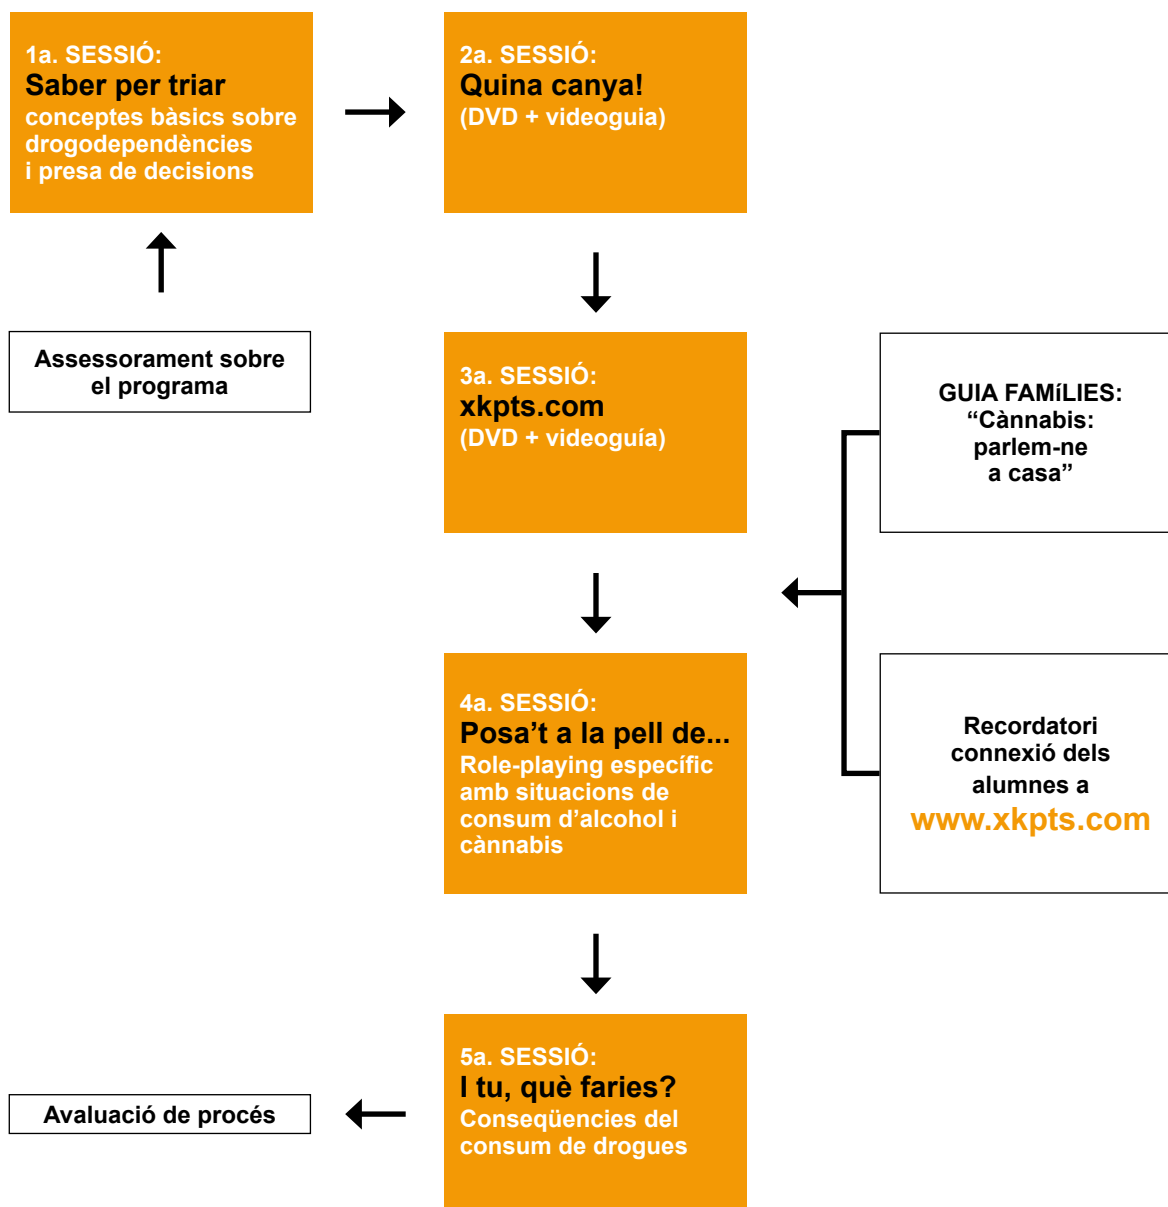 1a. SESSIÓ:
Saber per triar
conceptes bàsics sobre
drogodependències
i presa de decisions
2a. SESSIÓ:
Quina canya!
(DVD + videoguia)
Assessorament sobre
el programa
3a. SESSIÓ:
xkpts.com
(DVD + videoguía)
GUIA FAMíLIES:
“Cànnabis:
parlem-ne
a casa”
4a. SESSIÓ:
Posa’t a la pell de...
Role-playing específic
amb situacions de
consum d’alcohol i
cànnabis
Recordatori
connexió dels
alumnes a
www.xkpts.com
5a. SESSIÓ:
I tu, què faries?
Conseqüencies del
consum de drogues
Avaluació de procés